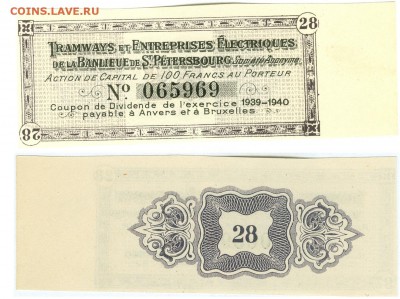 COINS.LAVE.RU
28
TRAMWAYS ET ENTREPRISES ÉLECTRIQUES
DE LA BANLIEUE DE ST PÉTERSBOURG. Société Anonyme
ACTION DE CAPITAL DE 100 FRANCS AU PORTEUR
No 065969
Coupon de Dividende de l'exercice 1939-1940
payable à Anvers et à Bruxelles
28
28